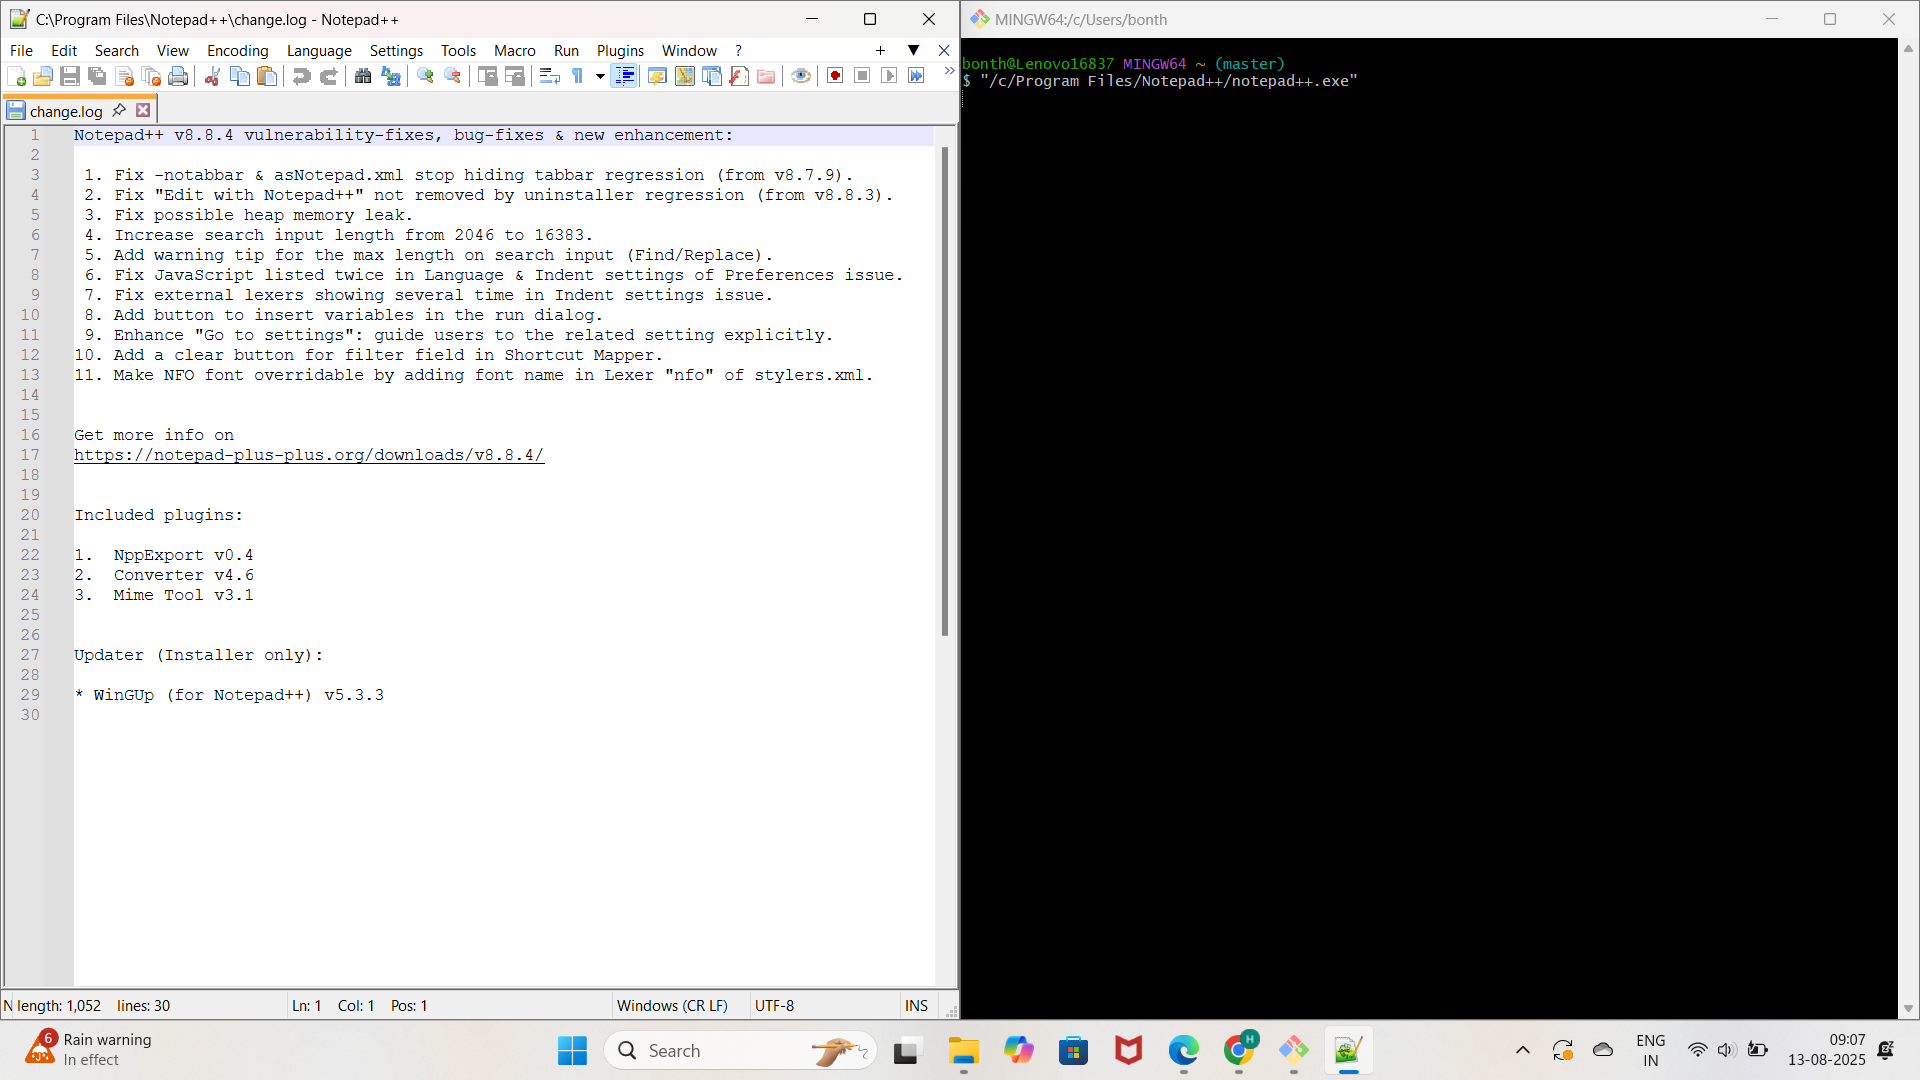 C:\Program Files\Notepad++\change.log - Notepad++
File Edit Search View Encoding Language Settings Tools Macro Run Plugins Window ?
change.log
1 Notepad++ v8.8.4 vulnerability-fixes, bug-fixes & new enhancement:
2
3 1. Fix -notabbar & asNotepad.xml stop hiding tabbar regression (from v8.7.9).
4 2. Fix "Edit with Notepad++" not removed by uninstaller regression (from v8.8.3).
5 3. Fix possible heap memory leak.
6 4. Increase search input length from 2046 to 16383.
7 5. Add warning tip for the max length on search input (Find/Replace).
8 6. Fix JavaScript listed twice in Language & Indent settings of Preferences issue.
9 7. Fix external lexers showing several time in Indent settings issue.
10 8. Add button to insert variables in the run dialog.
11 9. Enhance "Go to settings": guide users to the related setting explicitly.
12 10. Add a clear button for filter field in Shortcut Mapper.
13 11. Make NFO font overridable by adding font name in Lexer "nfo" of stylers.xml.
14
15
16 Get more info on
17 https://notepad-plus-plus.org/downloads/v8.8.4/
18
19
20 Included plugins:
21
22 1. NppExport v0.4
23 2. Converter v4.6
24 3. Mime Tool v3.1
25
26
27 Updater (Installer only):
28
29 * WinGUp (for Notepad++) v5.3.3
30
N length: 1,052 lines: 30 Ln: 1 Col: 1 Pos: 1 Windows (CR LF) UTF-8 INS
MINGW64:/c/Users/bonth
bonth@Lenovo16837 MINGW64 ~ (master)
$ "/c/Program Files/Notepad++/notepad++.exe"
6
Rain warning
In effect
Search
H
ENG
IN
09:07
13-08-2025